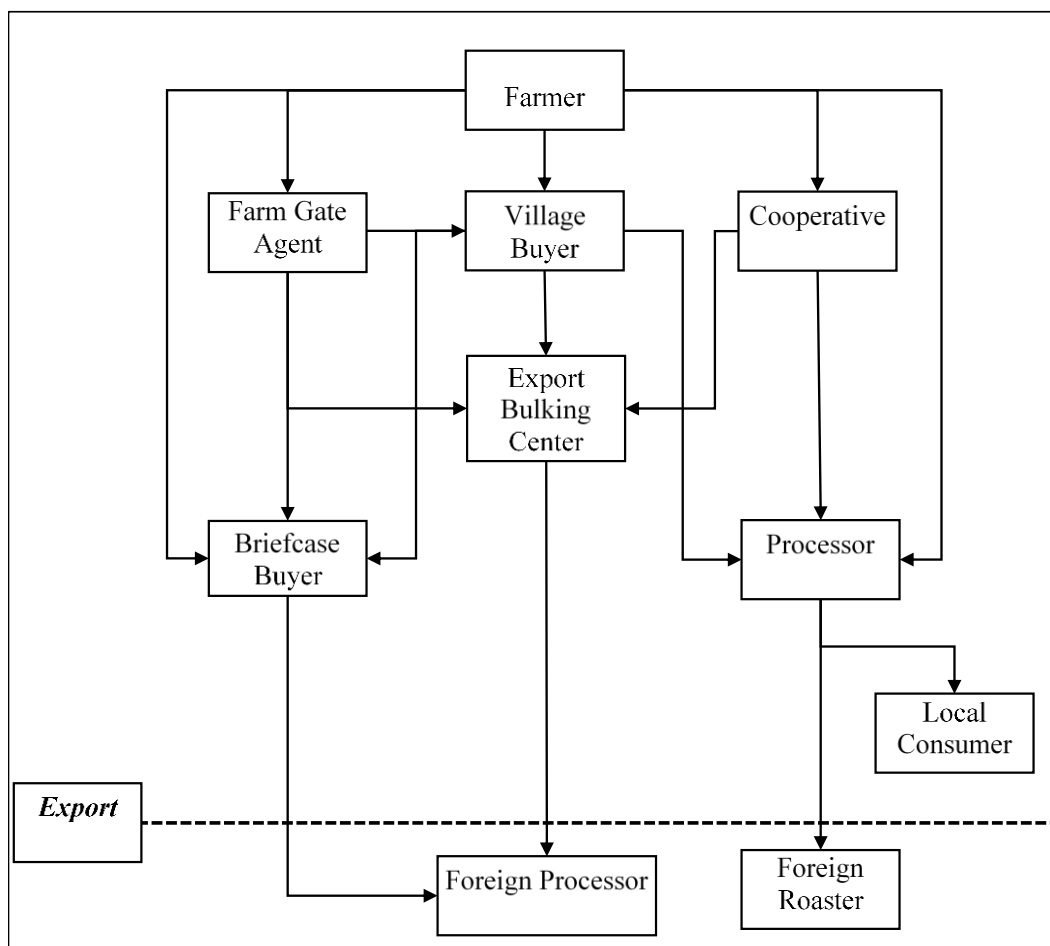 Farmer
Farm Gate
Agent
Village
Buyer
Cooperative
Export
Bulking
Center
Briefcase
Buyer
Processor
Local
Consumer
Export
Foreign Processor
Foreign
Roaster